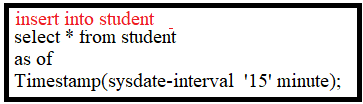 insert into student
select * from student
as of
Timestamp(sysdate-interval '15' minute);